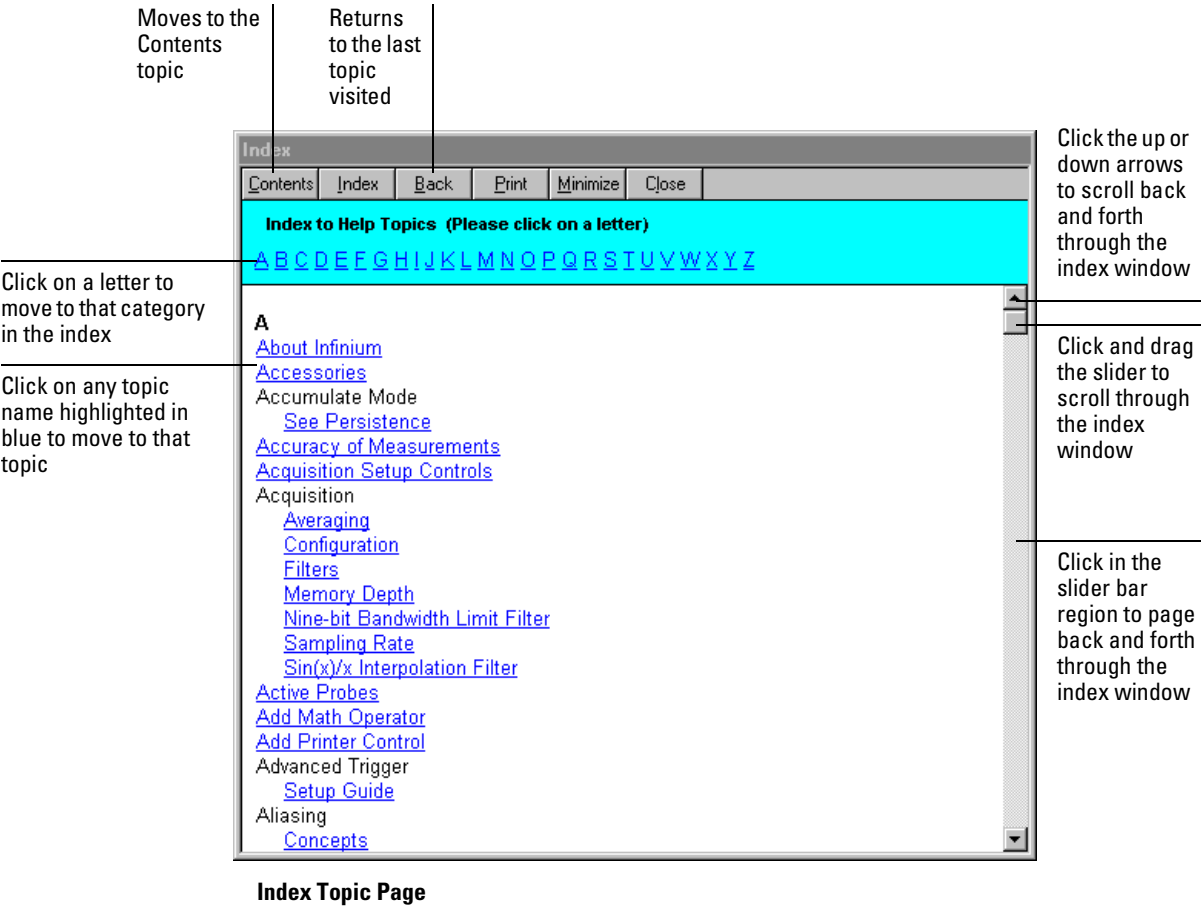 Moves to the
Contents
topic
Returns
to the last
topic
visited
Index
Contents Index Back Print Minimize Close
Index to Help Topics (Please click on a letter)
A B C D E F G H I J K L M N O P Q R S T U V W X Y Z
Click on a letter to
move to that category
in the index
Click on any topic
name highlighted in
blue to move to that
topic
A
About Infinium
Accessories
Accumulate Mode
See Persistence
Accuracy of Measurements
Acquisition Setup Controls
Acquisition
Averaging
Configuration
Filters
Memory Depth
Nine-bit Bandwidth Limit Filter
Sampling Rate
Sin(x)/x Interpolation Filter
Active Probes
Add Math Operator
Add Printer Control
Advanced Trigger
Setup Guide
Aliasing
Concepts
Click the up or
down arrows
to scroll back
and forth
through the
index window
Click and drag
the slider to
scroll through
the index
window
Click in the
slider bar
region to page
back and forth
through the
index window
Index Topic Page